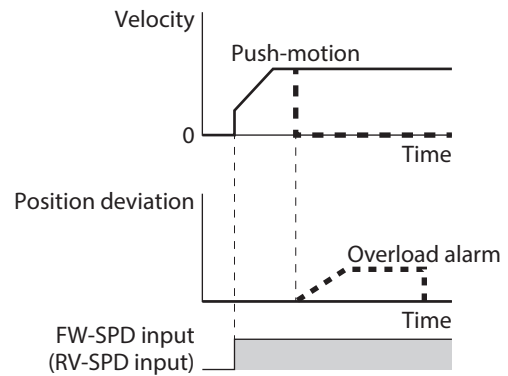 Velocity
Push-motion
0
Time
Position deviation
Overload alarm
Time
FW-SPD input
(RV-SPD input)